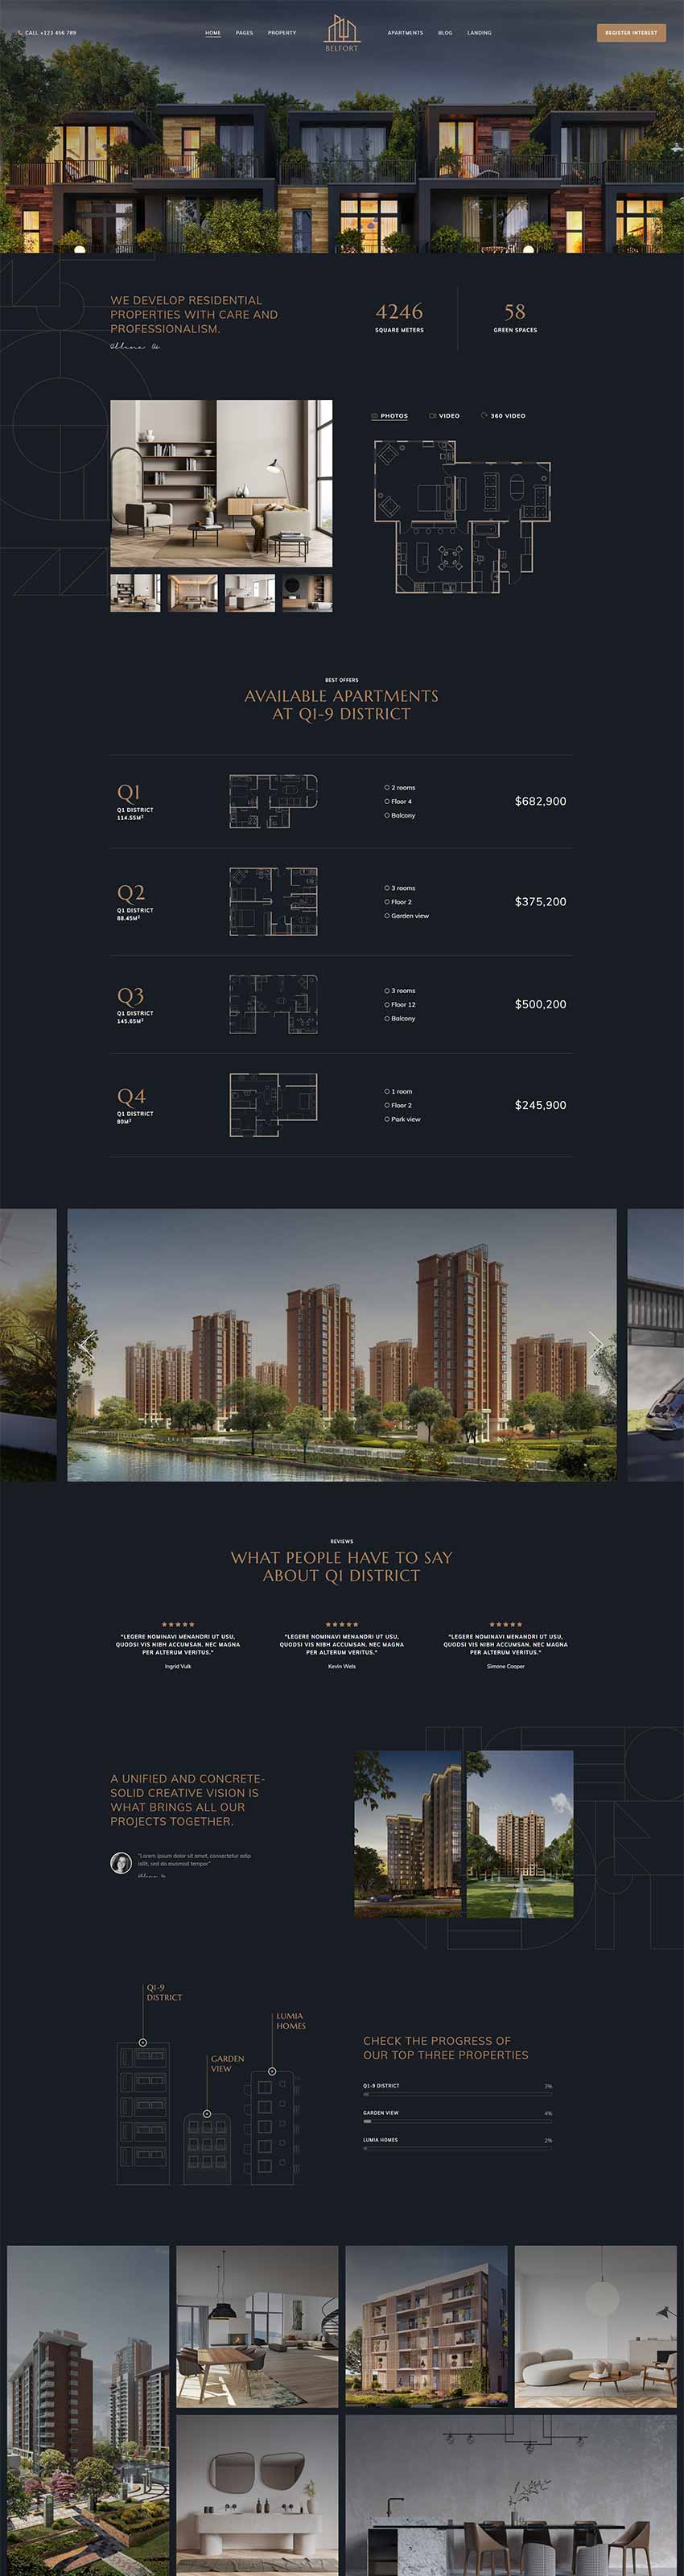 CALL +123 456 789
HOME
PAGES
PROPERTY
BELFORT
APARTMENTS
BLOG
LANDING
REGISTER INTEREST
WE DEVELOP RESIDENTIAL
PROPERTIES WITH CARE AND
PROFESSIONALISM.
4246
SQUARE METERS
58
GREEN SPACES
PHOTOS
VIDEO
360 VIDEO
BEST OFFERS
AVAILABLE APARTMENTS
AT Q1-9 DISTRICT
Q1
Q1 DISTRICT
114.55M²
2 rooms
Floor 4
Balcony
$682,900
Q2
Q1 DISTRICT
88.45M²
3 rooms
Floor 2
Garden view
$375,200
Q3
Q1 DISTRICT
145.65M²
3 rooms
Floor 12
Balcony
$500,200
Q4
Q1 DISTRICT
80M²
1 room
Floor 2
Park view
$245,900
REVIEWS
WHAT PEOPLE HAVE TO SAY
ABOUT Q1 DISTRICT
"LEGERE NOMINAVI MENANDRI UT USU,
QUODSI VIS NIBH ACCUMSAN. NEC MAGNA
PER ALTERUM VERITUS."
Ingrid Vulk
"LEGERE NOMINAVI MENANDRI UT USU,
QUODSI VIS NIBH ACCUMSAN. NEC MAGNA
PER ALTERUM VERITUS."
Kevin Wels
"LEGERE NOMINAVI MENANDRI UT USU,
QUODSI VIS NIBH ACCUMSAN. NEC MAGNA
PER ALTERUM VERITUS."
Simone Cooper
A UNIFIED AND CONCRETE-
SOLID CREATIVE VISION IS
WHAT BRINGS ALL OUR
PROJECTS TOGETHER.
"Lorem ipsum dolor sit amet, consectetur adip
iallit, sed do eiusmod tempor"
Q1-9
DISTRICT
GARDEN
VIEW
LUMIA
HOMES
CHECK THE PROGRESS OF
OUR TOP THREE PROPERTIES
Q1-9 DISTRICT
3%
GARDEN VIEW
4%
LUMIA HOMES
2%